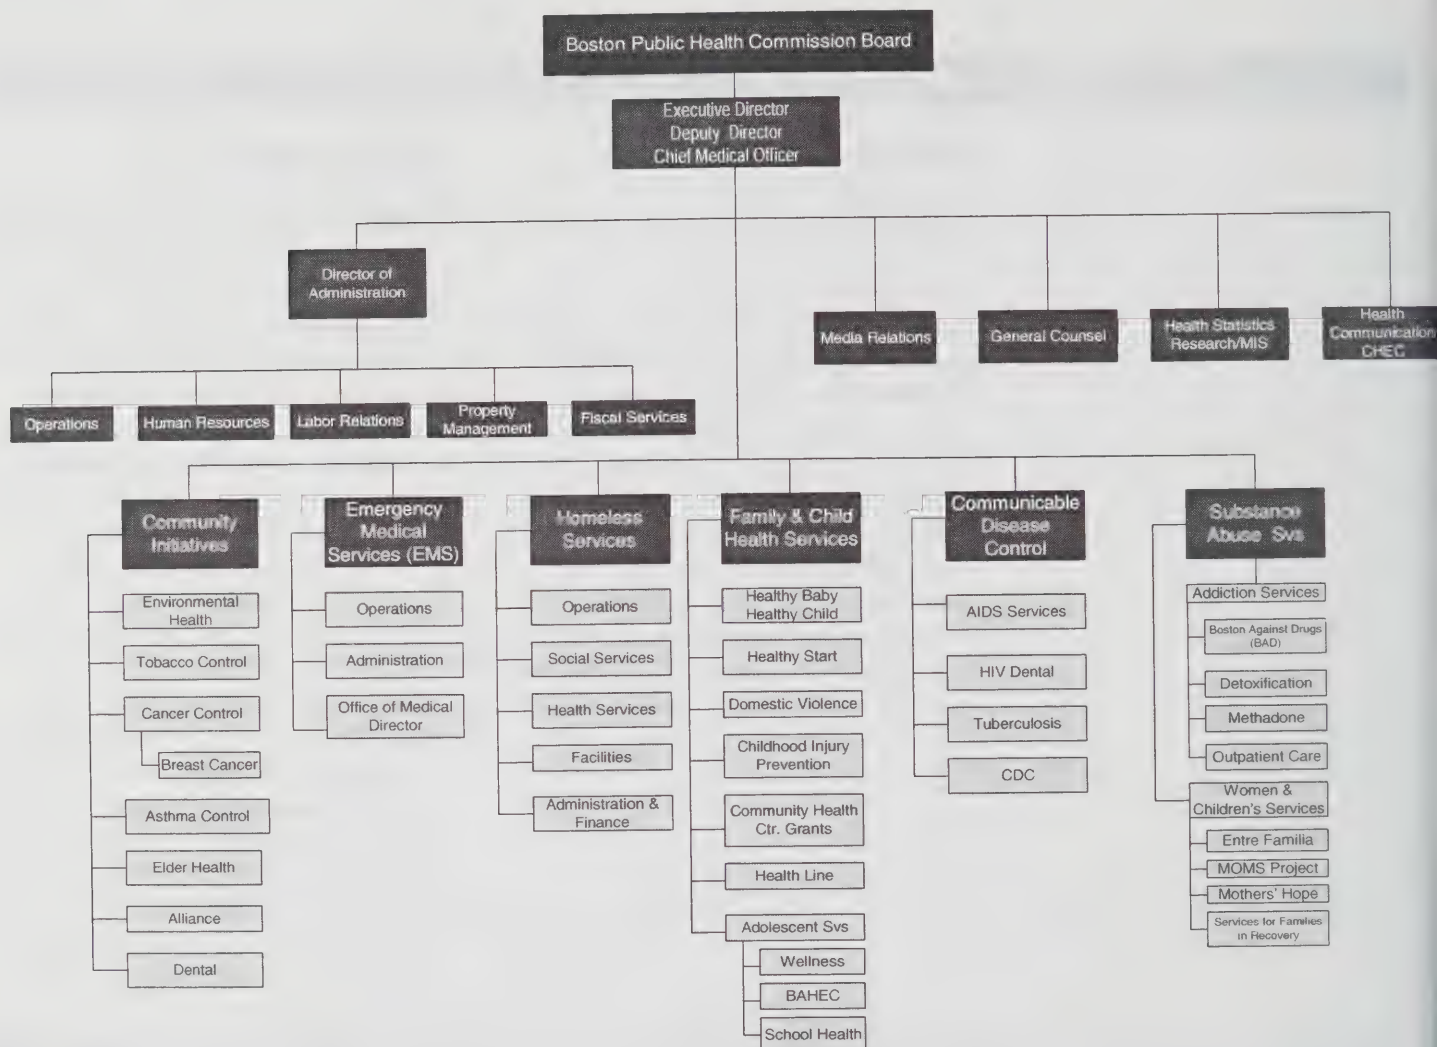 Boston Public Health Commission Board
Executive Director
Deputy Director
Chief Medical Officer
Director of
Administration
Media Relations
General Counsel
Health Statistics
Research/MIS
Health
Communication
CHEC
Operations
Human Resources
Labor Relations
Property
Management
Fiscal Services
Community
Initiatives
Environmental
Health
Tobacco Control
Cancer Control
Breast Cancer
Asthma Control
Elder Health
Alliance
Dental
Emergency
Medical
Services (EMS)
Operations
Administration
Office of Medical
Director
Homeless
Services
Operations
Social Services
Health Services
Facilities
Administration &
Finance
Family & Child
Health Services
Healthy Baby
Healthy Child
Healthy Start
Domestic Violence
Childhood Injury
Prevention
Community Health
Ctr. Grants
Health Line
Adolescent Svs
Wellness
BAHEC
School Health
Communicable
Disease
Control
AIDS Services
HIV Dental
Tuberculosis
CDC
Substance
Abuse Svs
Addiction Services
Boston Against Drugs
(BAD)
Detoxification
Methadone
Outpatient Care
Women &
Children's Services
Entre Familia
MOMS Project
Mothers' Hope
Services for Families
in Recovery